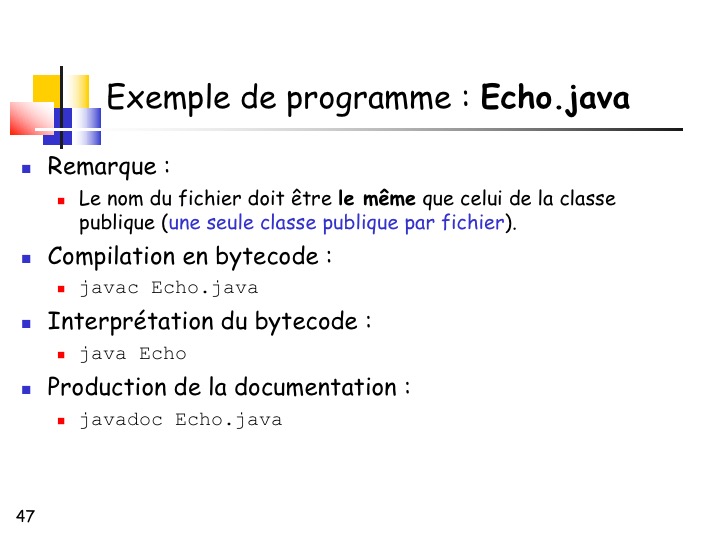 Exemple de programme : Echo.java
Remarque :
Le nom du fichier doit être le même que celui de la classe
publique (une seule classe publique par fichier).
Compilation en bytecode :
javac Echo.java
Interprétation du bytecode :
java Echo
Production de la documentation :
javadoc Echo.java
47